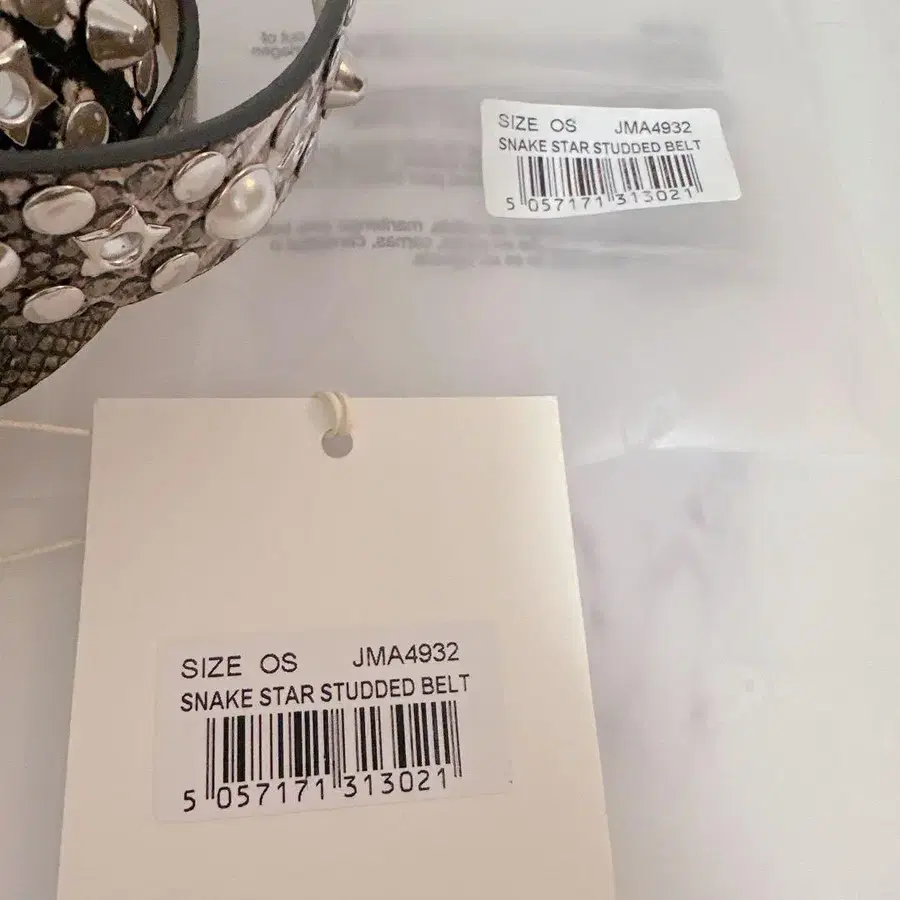 SIZE OS JMA4932
SNAKE STAR STUDDED BELT
5 057171 313021
SIZE OS JMA4932
SNAKE STAR STUDDED BELT
5 057171 313021